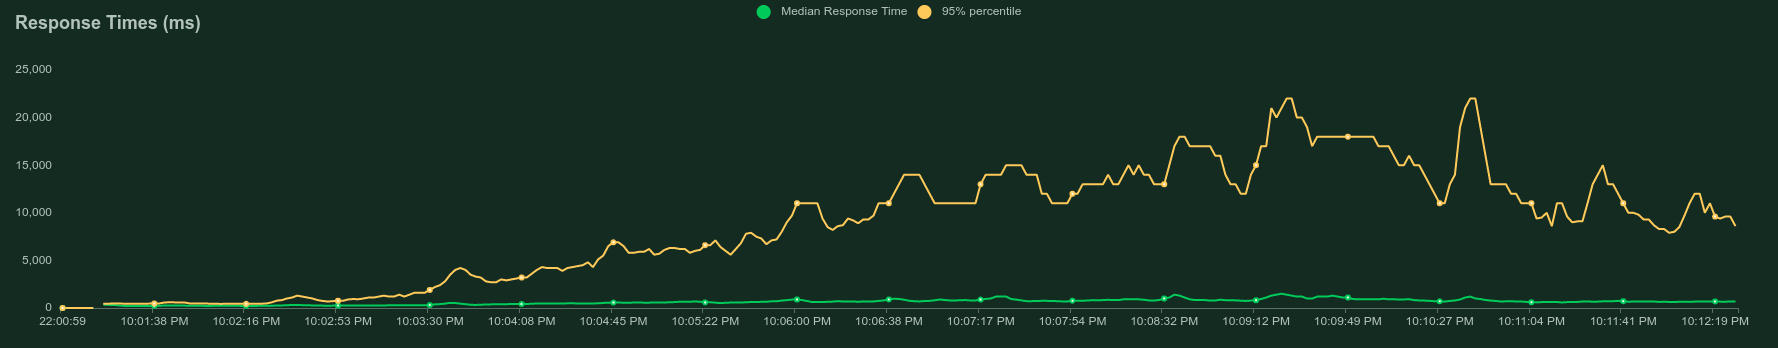 Response Times (ms)
Median Response Time
95% percentile
25,000
20,000
15,000
10,000
5,000
0
22:00:59
10:01:38 PM
10:02:16 PM
10:02:53 PM
10:03:30 PM
10:04:08 PM
10:04:45 PM
10:05:22 PM
10:06:00 PM
10:06:38 PM
10:07:17 PM
10:07:54 PM
10:08:32 PM
10:09:12 PM
10:09:49 PM
10:10:27 PM
10:11:04 PM
10:11:41 PM
10:12:19 PM